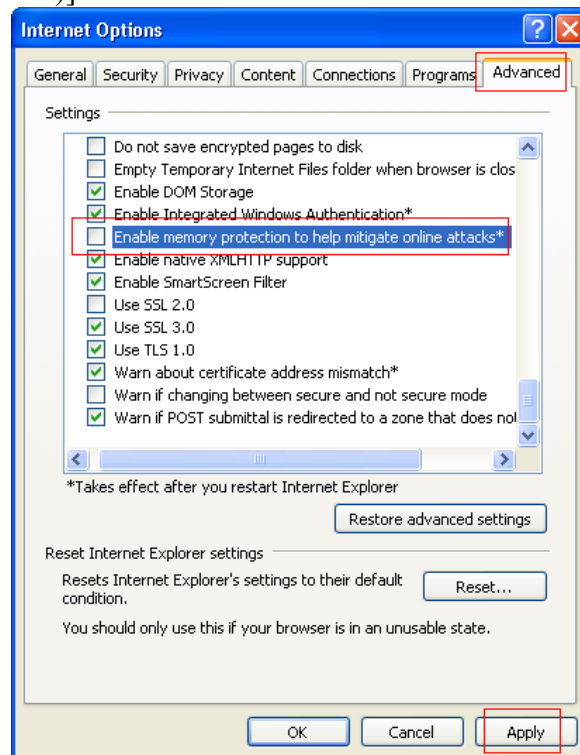 )]
Internet Options
General Security Privacy Content Connections Programs Advanced
Settings
Do not save encrypted pages to disk
Empty Temporary Internet Files folder when browser is clos
Enable DOM Storage
Enable Integrated Windows Authentication*
Enable memory protection to help mitigate online attacks*
Enable native XMLHTTP support
Enable SmartScreen Filter
Use SSL 2.0
Use SSL 3.0
Use TLS 1.0
Warn about certificate address mismatch*
Warn if changing between secure and not secure mode
Warn if POST submittal is redirected to a zone that does not
*Takes effect after you restart Internet Explorer
Restore advanced settings
Reset Internet Explorer settings
Resets Internet Explorer's settings to their default
condition.
Reset...
You should only use this if your browser is in an unusable state.
OK Cancel Apply